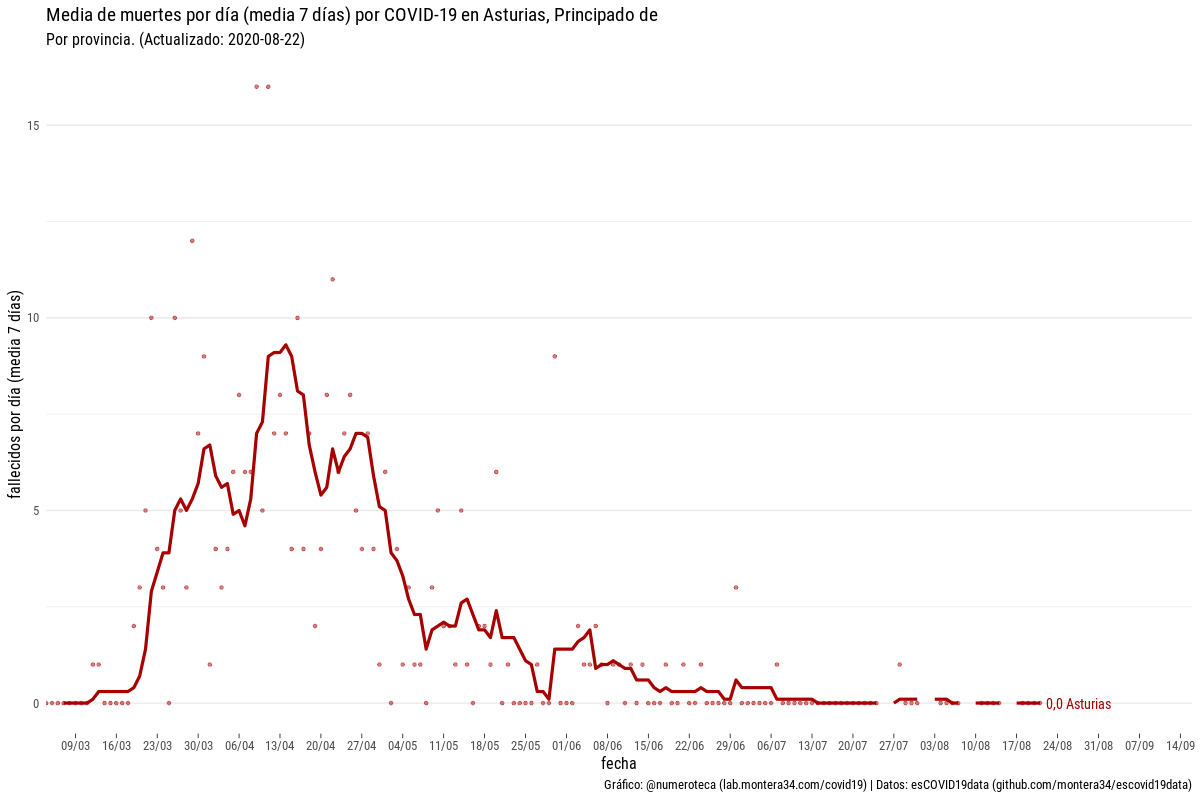 Media de muertes por día (media 7 días) por COVID-19 en Asturias, Principado de
Por provincia. (Actualizado: 2020-08-22)
fallecidos por día (media 7 días)
15
10
5
0
0,0 Asturias
09/03 16/03 23/03 30/03 06/04 13/04 20/04 27/04 04/05 11/05 18/05 25/05 01/06 08/06 15/06 22/06 29/06 06/07 13/07 20/07 27/07 03/08 10/08 17/08 24/08 31/08 07/09 14/09
fecha
Gráfico: @numeroteca (lab.montera34.com/covid19) | Datos: esCOVID19data (github.com/montera34/escovid19data)